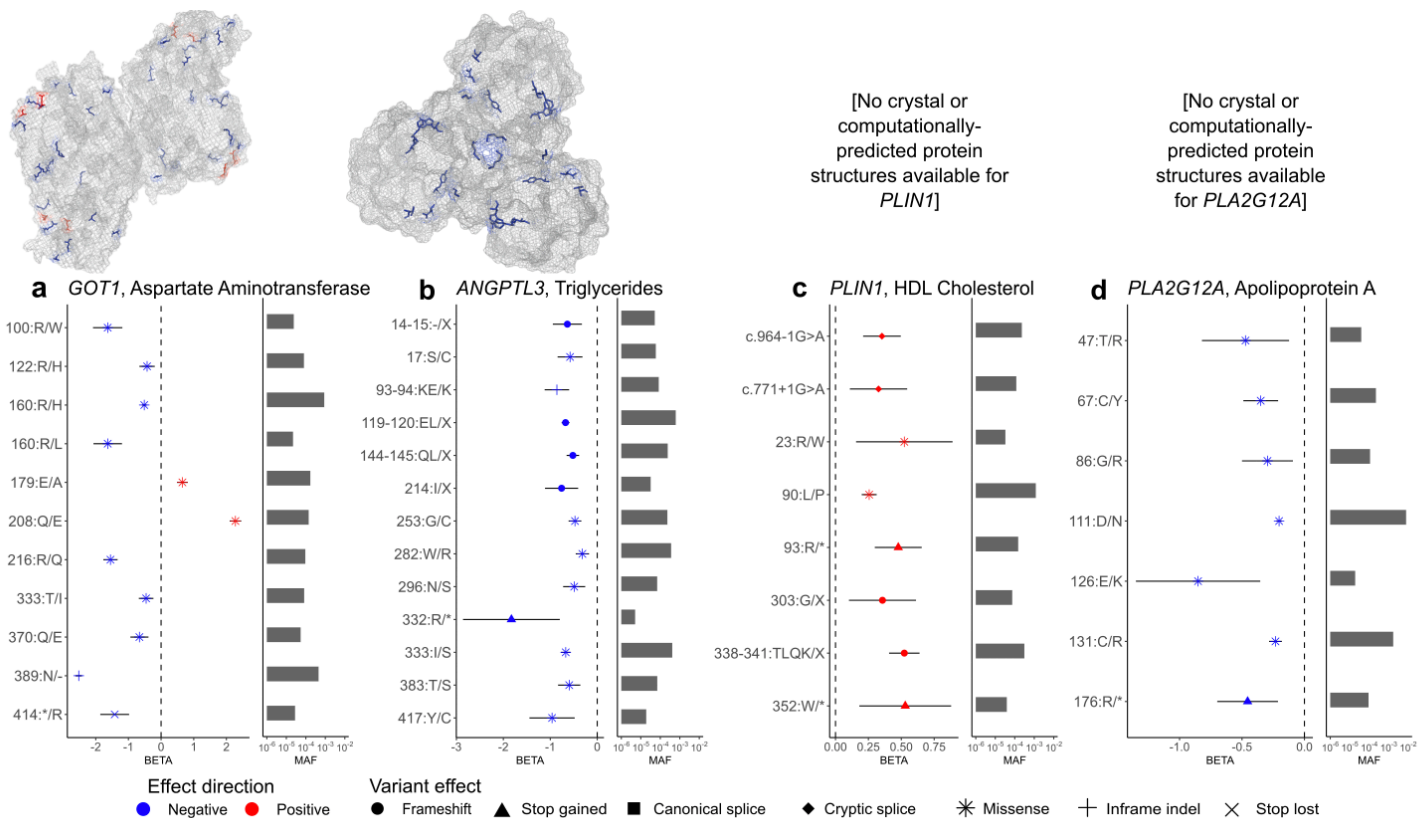 [No crystal or
computationally-
predicted protein
structures available for
PLIN1]
[No crystal or
computationally-
predicted protein
structures available
for PLA2G12A]
a GOT1, Aspartate Aminotransferase
100:R/W
122:R/H
160:R/H
160:R/L
179:E/A
208:Q/E
216:R/Q
333:T/I
370:Q/E
389:N/-
414:*/R
-2 -1 0 1 2
BETA
10⁻⁶ 10⁻⁵ 10⁻⁴ 10⁻³ 10⁻²
MAF
b ANGPTL3, Triglycerides
14-15:-/X
17:S/C
93-94:KE/K
119-120:EL/X
144-145:QL/X
214:I/X
253:G/C
282:W/R
296:N/S
332:R/*
333:I/S
383:T/S
417:Y/C
-3 -2 -1 0
BETA
10⁻⁶ 10⁻⁵ 10⁻⁴ 10⁻³ 10⁻²
MAF
c PLIN1, HDL Cholesterol
c.964-1G>A
c.771+1G>A
23:R/W
90:L/P
93:R/*
303:G/X
338-341:TLQK/X
352:W/*
0.00 0.25 0.50 0.75
BETA
10⁻⁶ 10⁻⁵ 10⁻⁴ 10⁻³ 10⁻²
MAF
d PLA2G12A, Apolipoprotein A
47:T/R
67:C/Y
86:G/R
111:D/N
126:E/K
131:C/R
176:R/*
-1.0 -0.5 0.0
BETA
10⁻⁶ 10⁻⁵ 10⁻⁴ 10⁻³ 10⁻²
MAF
Effect direction
Negative Positive
Variant effect
Frameshift Stop gained Canonical splice Cryptic splice Missense Inframe indel Stop lost